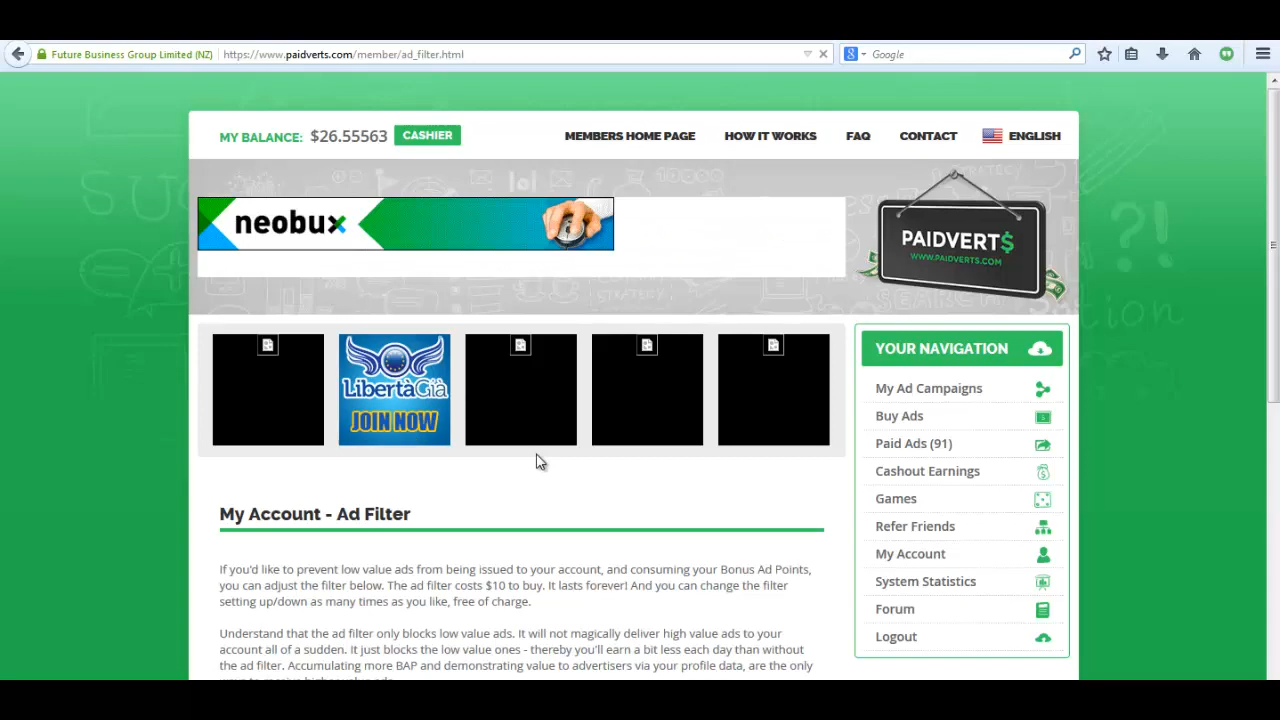 Future Business Group Limited (NZ)
https://www.paidverts.com/member/ad_filter.html
Google
MY BALANCE: $26.55563 CASHIER
MEMBERS HOME PAGE HOW IT WORKS FAQ CONTACT ENGLISH
neobux
PAIDVERT$
WWW.PAIDVERTS.COM
LibertàGià
JOIN NOW
YOUR NAVIGATION
My Ad Campaigns
Buy Ads
Paid Ads (91)
Cashout Earnings
Games
Refer Friends
My Account
System Statistics
Forum
Logout
My Account - Ad Filter
If you'd like to prevent low value ads from being issued to your account, and consuming your Bonus Ad Points,
you can adjust the filter below. The ad filter costs $10 to buy. It lasts forever! And you can change the filter
setting up/down as many times as you like, free of charge.
Understand that the ad filter only blocks low value ads. It will not magically deliver high value ads to your
account all of a sudden. It just blocks the low value ones - thereby you'll earn a bit less each day than without
the ad filter. Accumulating more BAP and demonstrating value to advertisers via your profile data, are the only